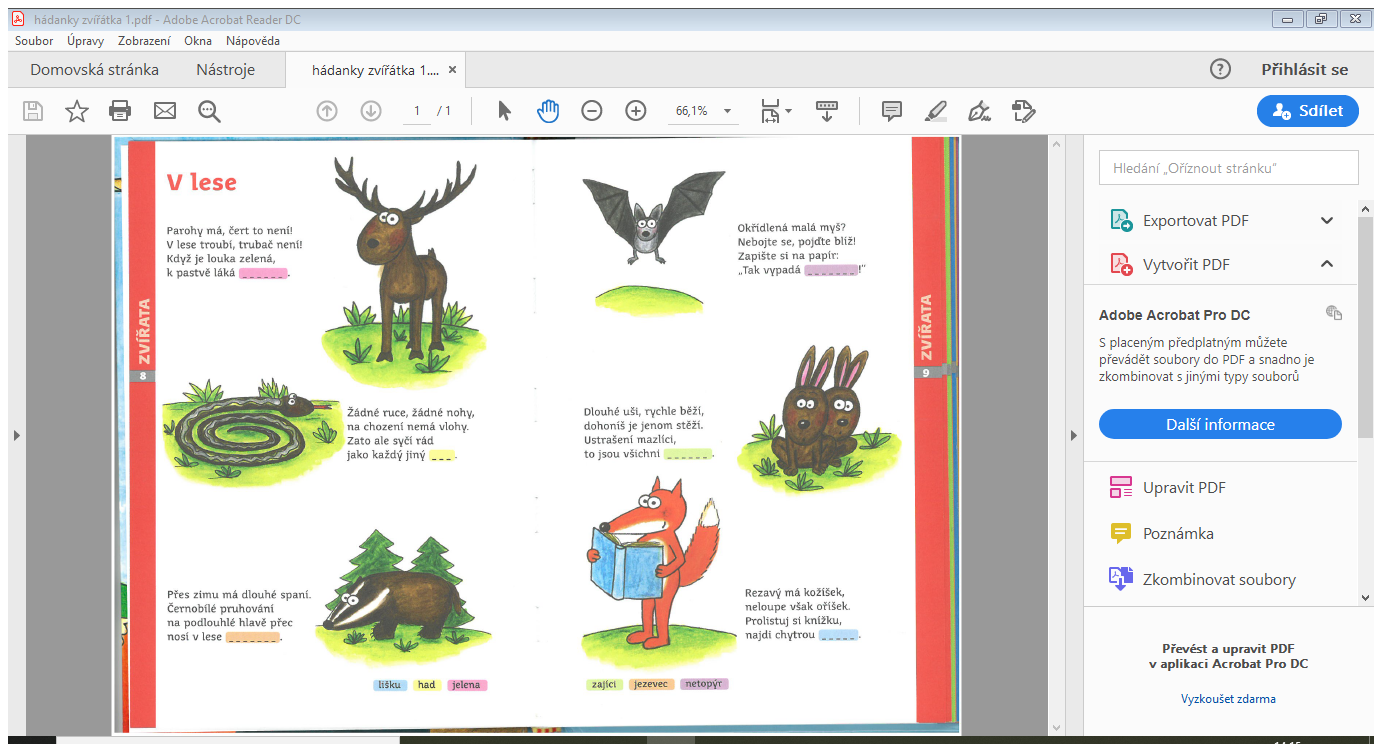 hádanky zvířátka 1.pdf - Adobe Acrobat Reader DC
Soubor Úpravy Zobrazení Okna Nápověda
Domovská stránka Nástroje hádanky zvířátka 1.... × Přihlásit se
1 / 1 66,1% Sdílet
V lese
Parohy má, čert to není!
V lese troubí, trubač není!
Když je louka zelená,
k pastvě láká _ _ _ _ _ _.
ZVÍŘATA
8
Žádné ruce, žádné nohy,
na chození nemá vlohy.
Zato ale syčí rád
jako každý jiný _ _ _.
Přes zimu má dlouhé spaní.
Černobílé pruhování
na podlouhlé hlavě přec
nosí v lese _ _ _ _ _ _ _.
lišku had jelena
Okřídlená malá myš?
Nebojte se, pojďte blíž!
Zapište si na papír:
„Tak vypadá _ _ _ _ _ _ _!“
ZVÍŘATA
9
Dlouhé uši, rychle běží,
dohoníš je jenom stěží.
Ustrašení mazlíci,
to jsou všichni _ _ _ _ _ _.
Rezavý má kožíšek,
neloupe však oříšek.
Prolistuj si knížku,
najdi chytrou _ _ _ _ _.
zajíci jezevec netopýr
Hledání „Oříznout stránku“
Exportovat PDF
Vytvořit PDF
Adobe Acrobat Pro DC
S placeným předplatným můžete
převádět soubory do PDF a snadno je
zkombinovat s jinými typy souborů
Další informace
Upravit PDF
Poznámka
Zkombinovat soubory
Převést a upravit PDF
v aplikaci Acrobat Pro DC
Vyzkoušet zdarma